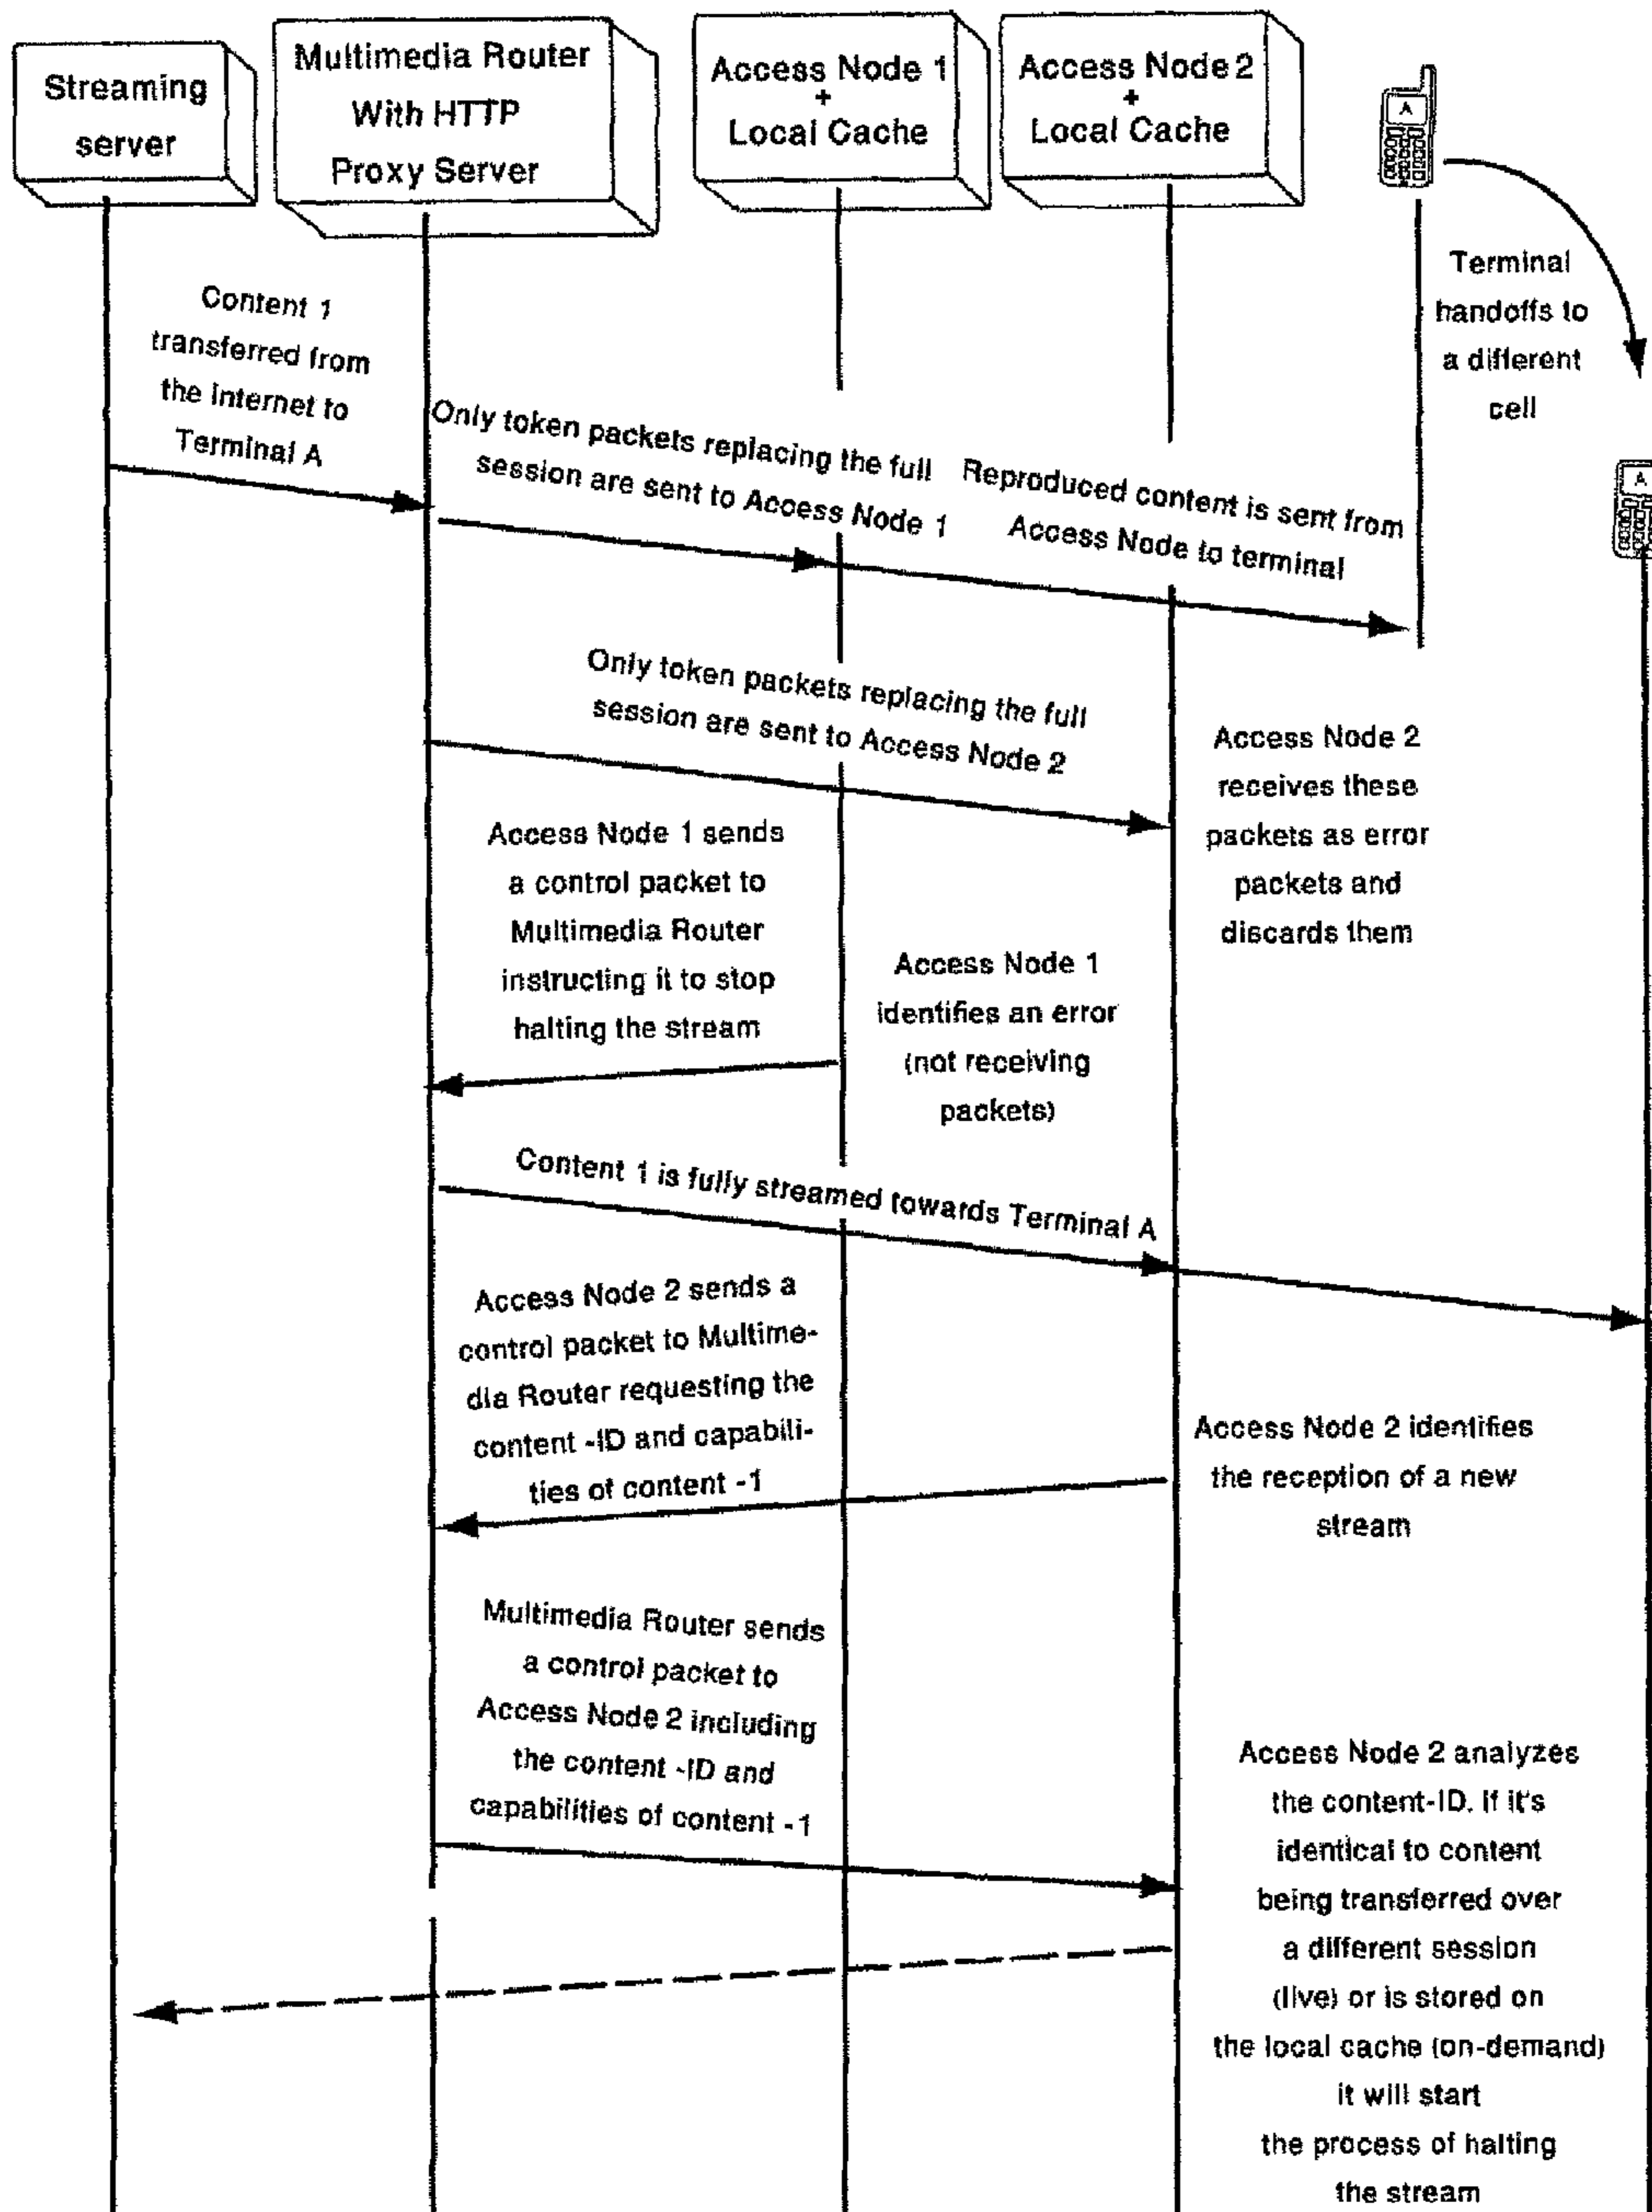 Streaming
server
Multimedia Router
With HTTP
Proxy Server
Access Node 1
+
Local Cache
Access Node 2
+
Local Cache
A
Terminal
handoffs to
a different
cell
A
Content 1
transferred from
the Internet to
Terminal A
Only token packets replacing the full
session are sent to Access Node 1
Reproduced content is sent from
Access Node to terminal
Only token packets replacing the full
session are sent to Access Node 2
Access Node 2
receives these
packets as error
packets and
discards them
Access Node 1 sends
a control packet to
Multimedia Router
instructing it to stop
halting the stream
Access Node 1
identifies an error
(not receiving
packets)
Content 1 is fully streamed towards Terminal A
Access Node 2 sends a
control packet to Multime-
dia Router requesting the
content -ID and capabili-
ties of content -1
Access Node 2 identifies
the reception of a new
stream
Multimedia Router sends
a control packet to
Access Node 2 including
the content -ID and
capabilities of content -1
Access Node 2 analyzes
the content-ID. If it's
identical to content
being transferred over
a different session
(live) or is stored on
the local cache (on-demand)
it will start
the process of halting
the stream